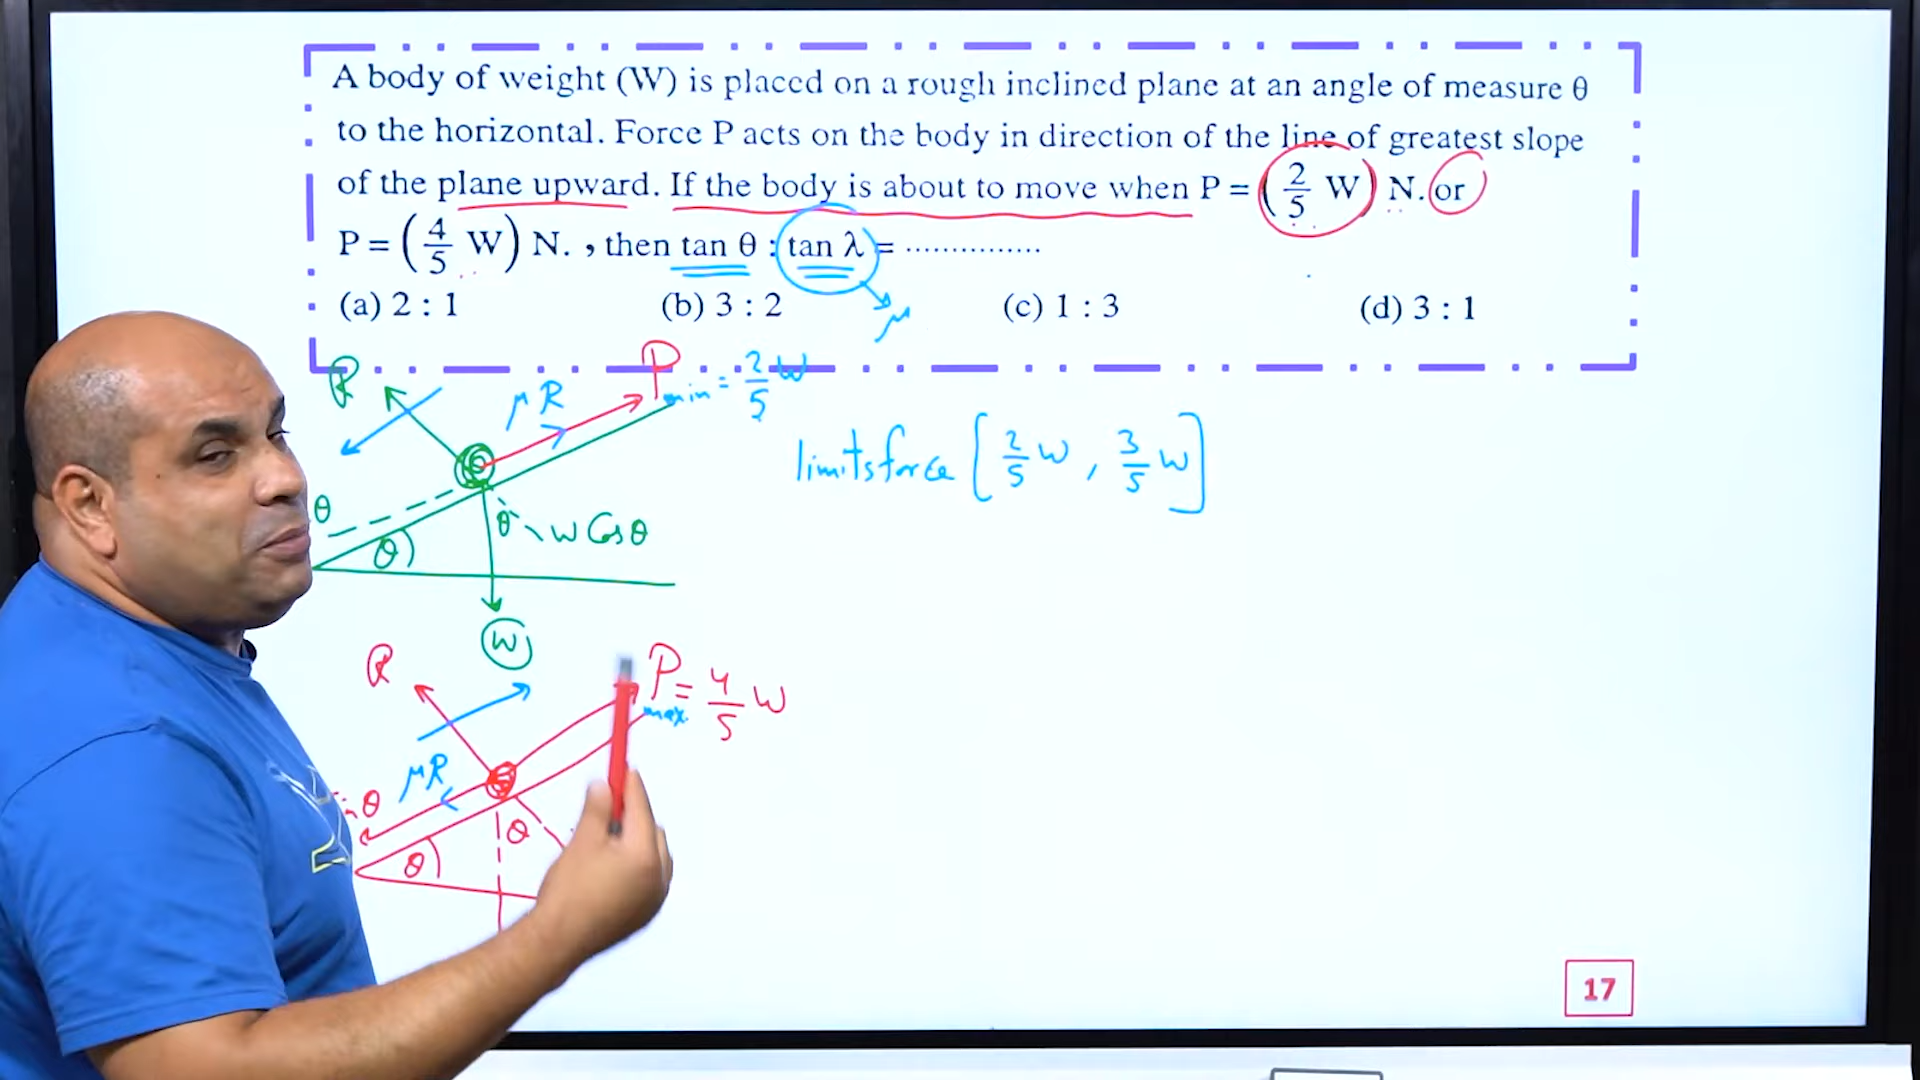 A body of weight (W) is placed on a rough inclined plane at an angle of measure θ
to the horizontal. Force P acts on the body in direction of the line of greatest slope
of the plane upward. If the body is about to move when P = (2/5 W) N. or
P = (4/5 W) N. , then tan θ : tan λ = ...............
(a) 2 : 1 (b) 3 : 2 (c) 1 : 3 (d) 3 : 1
μ
R
μR
P min = 2/5 W
limits force [2/5 W , 3/5 W]
θ
θ
θ
W Cos θ
W
R
P max. = 4/5 W
μR
θ
θ
θ
17